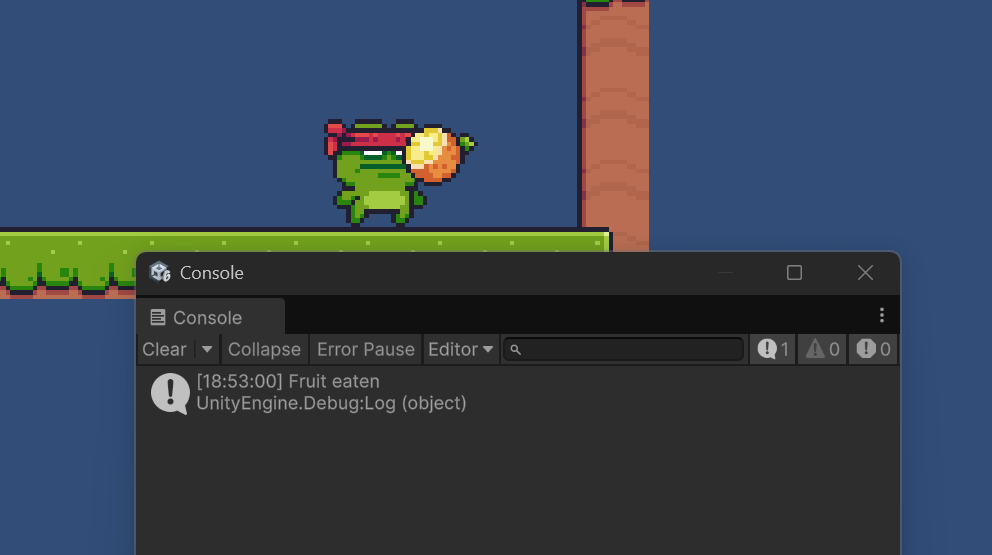 Console
Console
Clear Collapse Error Pause Editor 1 0 0
[18:53:00] Fruit eaten
UnityEngine.Debug:Log (object)